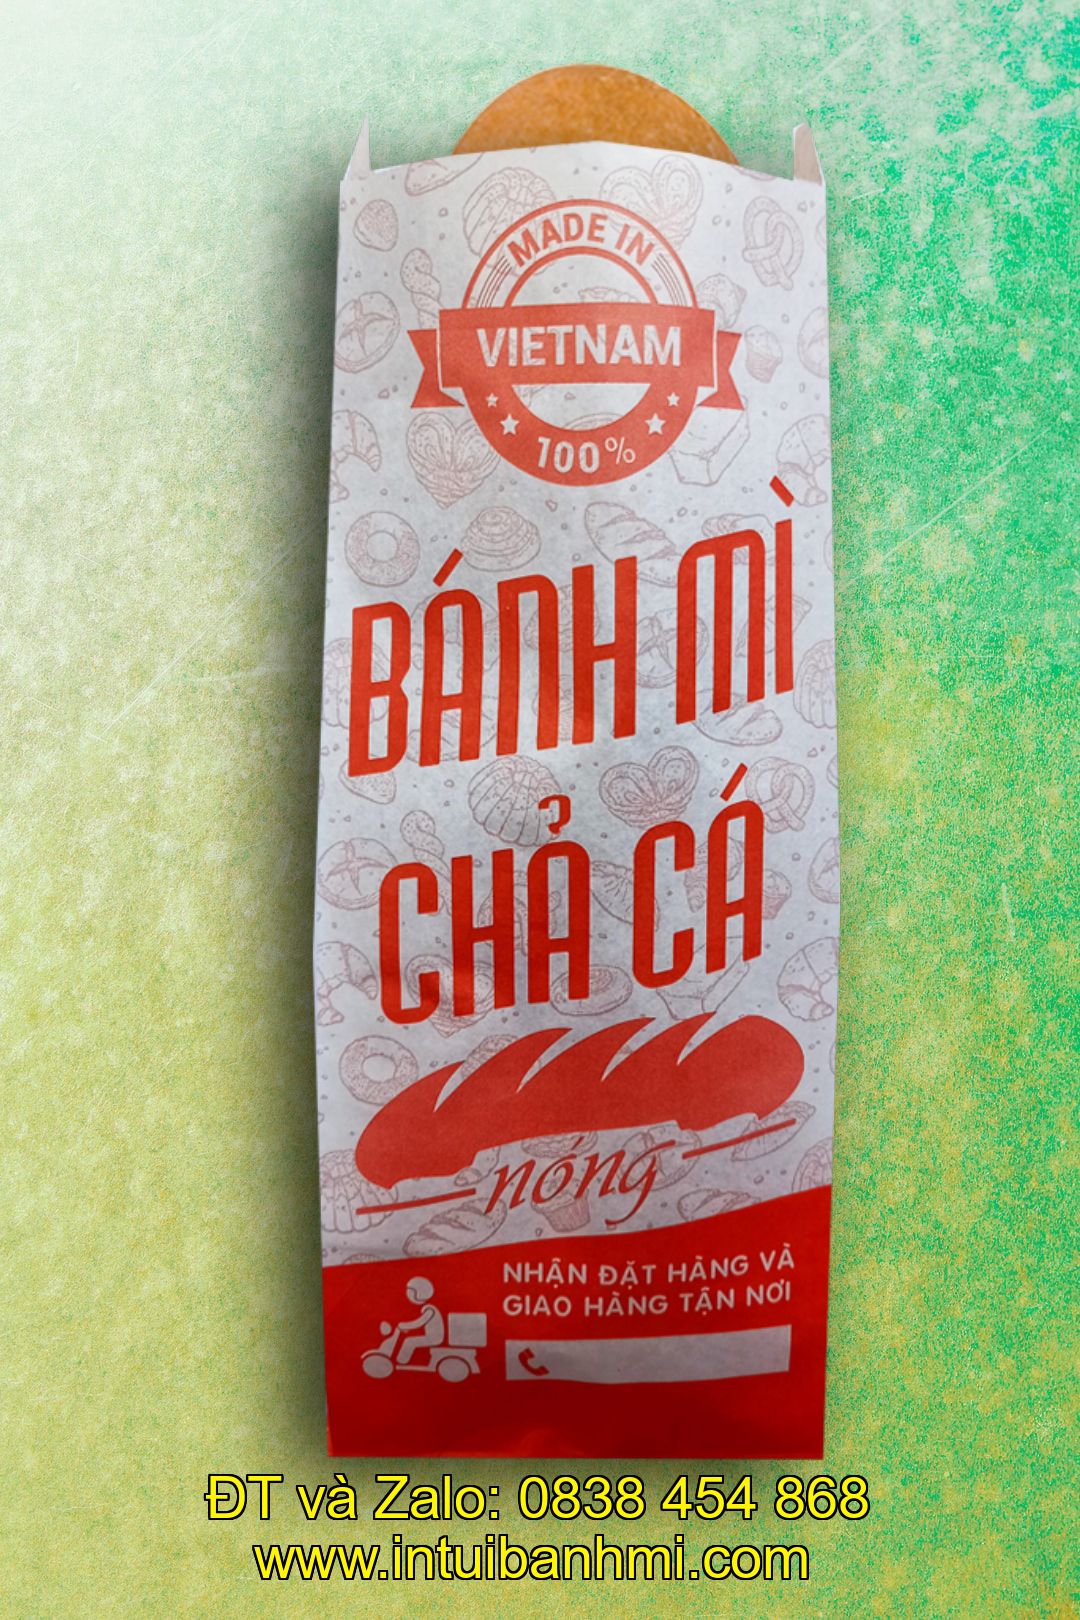 MADE IN
VIETNAM
100%
BÁNH MÌ
CHẢ CÁ
nóng
NHẬN ĐẶT HÀNG VÀ
GIAO HÀNG TẬN NƠI
ĐT và Zalo: 0838 454 868
www.intuibanhmi.com